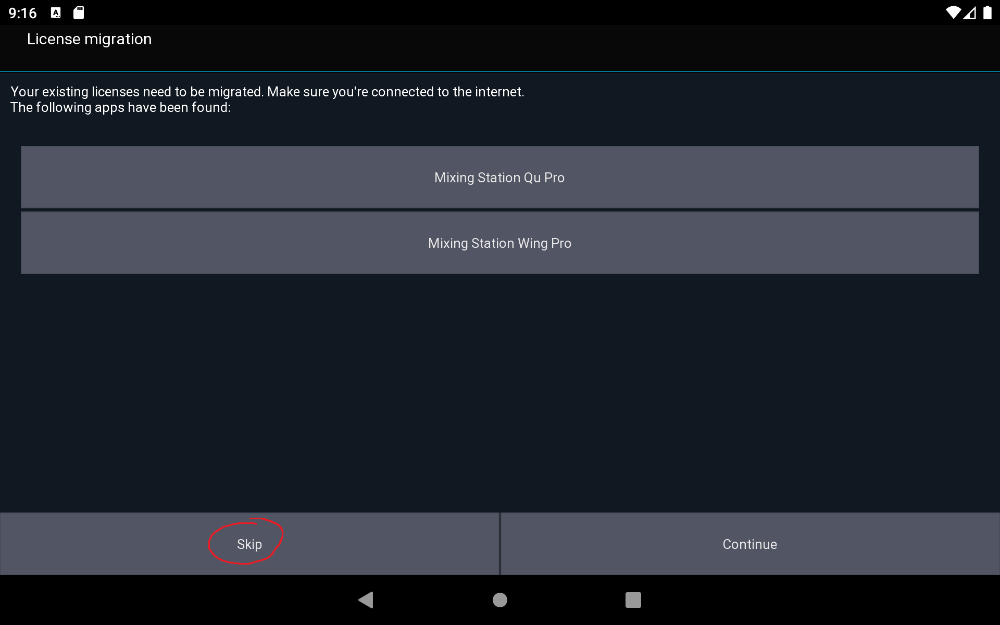 9:16
License migration
Your existing licenses need to be migrated. Make sure you're connected to the internet.
The following apps have been found:
Mixing Station Qu Pro
Mixing Station Wing Pro
Skip
Continue